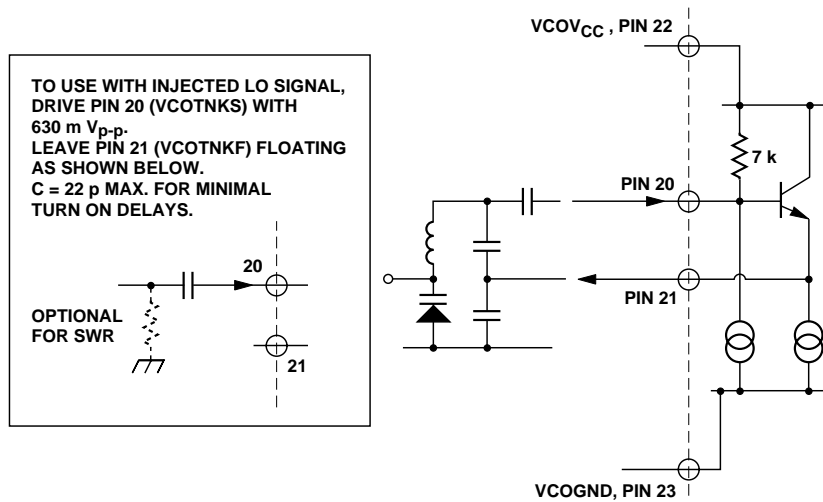 VCOVCC , PIN 22
TO USE WITH INJECTED LO SIGNAL,
DRIVE PIN 20 (VCOTNKS) WITH
630 m Vp-p.
LEAVE PIN 21 (VCOTNKF) FLOATING
AS SHOWN BELOW.
C = 22 p MAX. FOR MINIMAL
TURN ON DELAYS.
7 k
PIN 20
20
PIN 21
OPTIONAL
FOR SWR
21
VCOGND, PIN 23